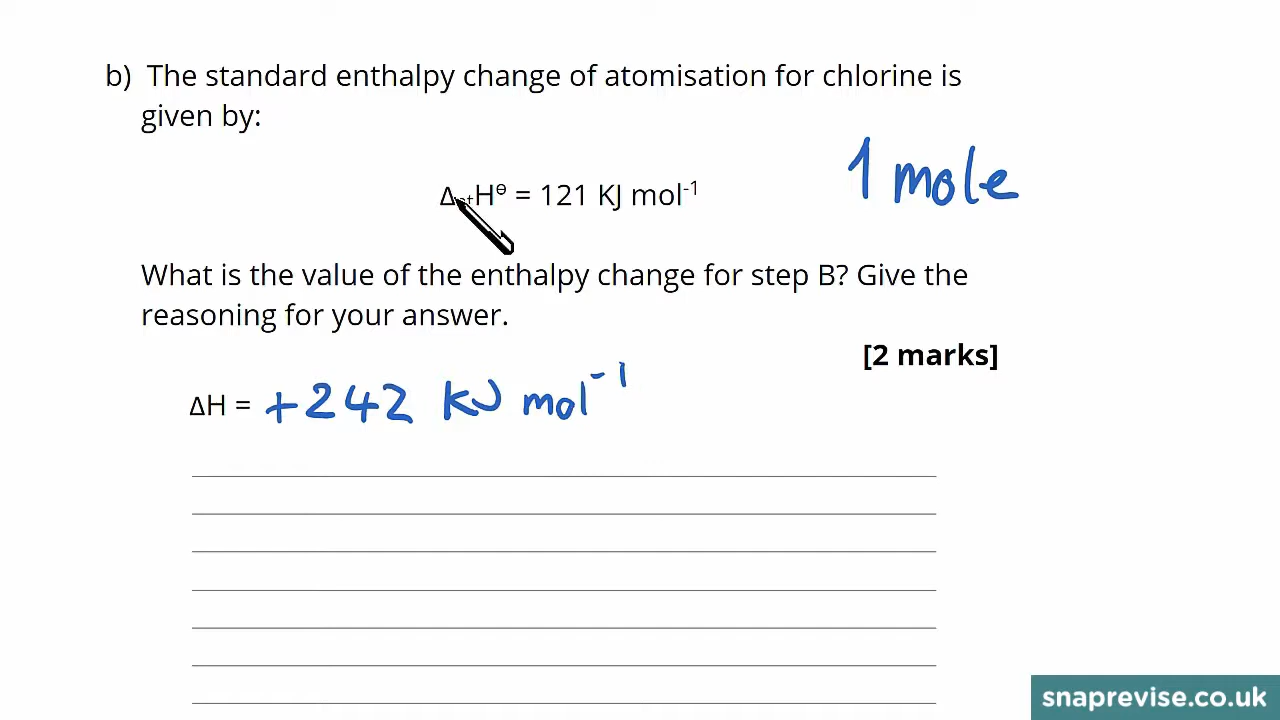 b) The standard enthalpy change of atomisation for chlorine is
given by:
1 mole
ΔatH⊖ = 121 KJ mol-1
What is the value of the enthalpy change for step B? Give the
reasoning for your answer.
[2 marks]
ΔH = +242 KJ mol-1
snaprevise.co.uk